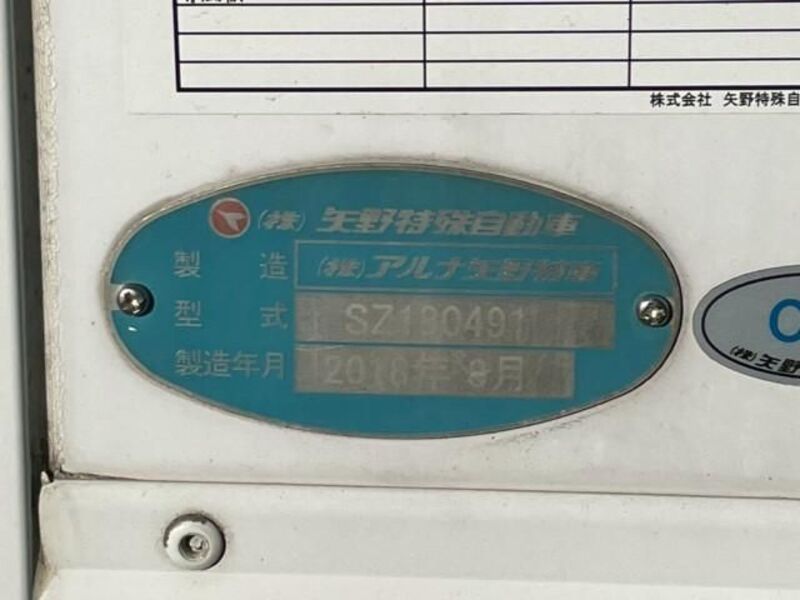 株式会社 矢野特殊自
(株) 矢野特殊自動車
製造 (株) アルナ矢野特車
型式 SZ180491
製造年月 2018年 8月
C
(株) 矢野